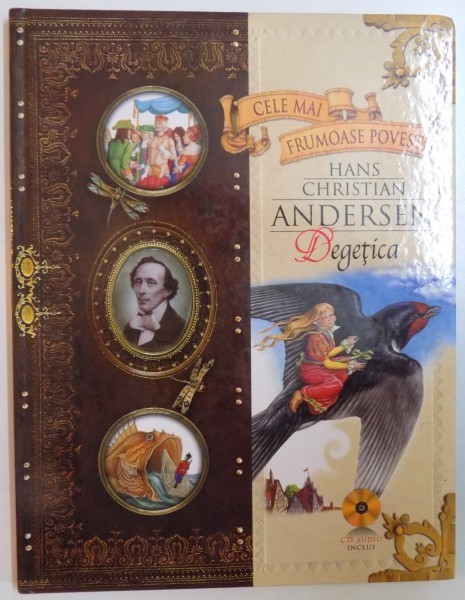 CELE MAI
FRUMOASE POVEȘTI
HANS
CHRISTIAN
ANDERSEN
Degețica
CD AUDIO
INCLUS